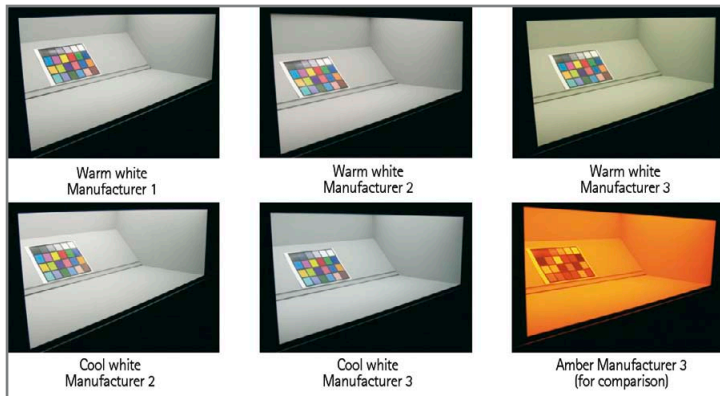 Warm white
Manufacturer 1
Warm white
Manufacturer 2
Warm white
Manufacturer 3
Cool white
Manufacturer 2
Cool white
Manufacturer 3
Amber Manufacturer 3
(for comparison)